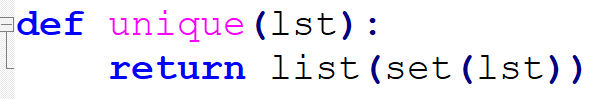 def unique(lst):
    return list(set(lst))